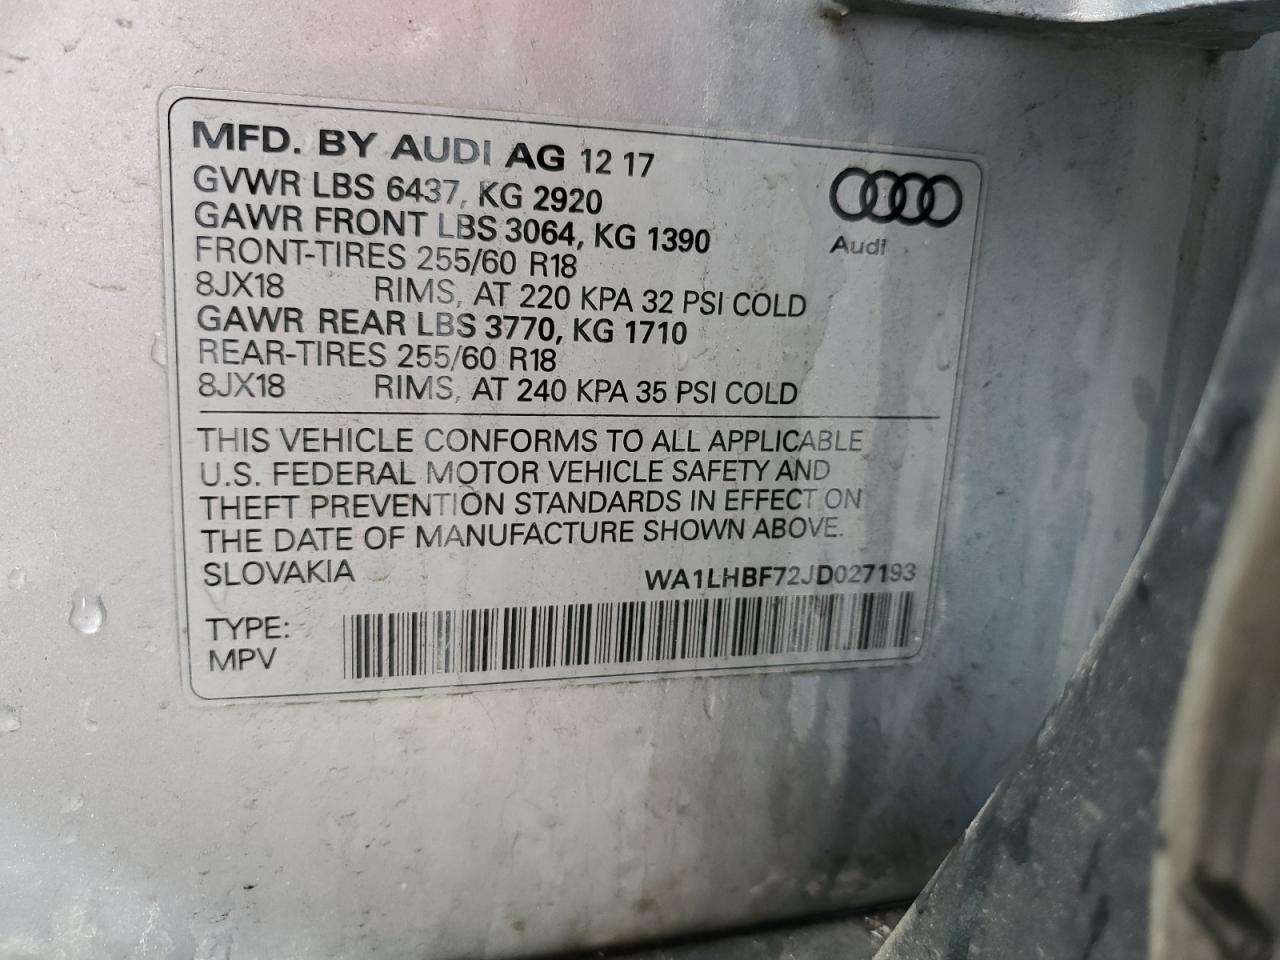 MFD. BY AUDI AG 12 17
GVWR LBS 6437, KG 2920
GAWR FRONT LBS 3064, KG 1390
FRONT-TIRES 255/60 R18
8JX18 RIMS, AT 220 KPA 32 PSI COLD
GAWR REAR LBS 3770, KG 1710
REAR-TIRES 255/60 R18
8JX18 RIMS, AT 240 KPA 35 PSI COLD
Audi
THIS VEHICLE CONFORMS TO ALL APPLICABLE
U.S. FEDERAL MOTOR VEHICLE SAFETY AND
THEFT PREVENTION STANDARDS IN EFFECT ON
THE DATE OF MANUFACTURE SHOWN ABOVE.
SLOVAKIA WA1LHBF72JD027193
TYPE:
MPV